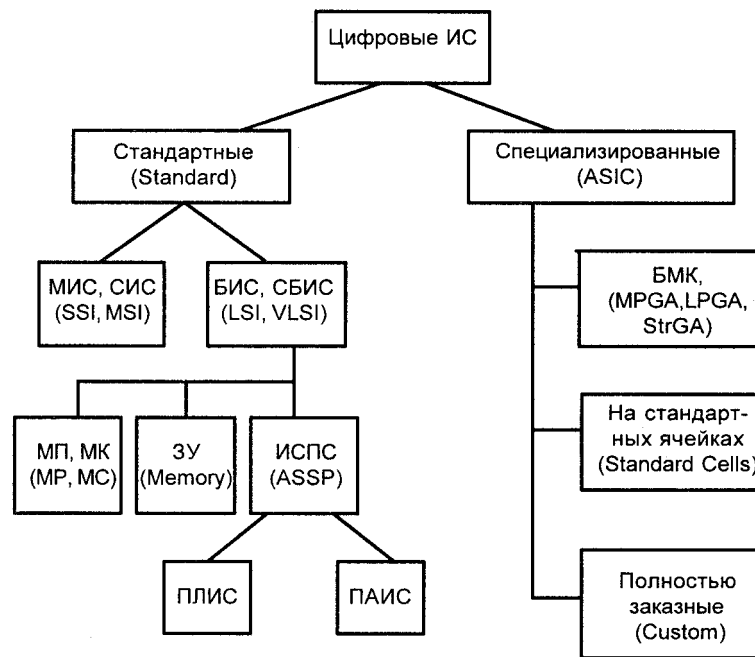 Цифровые ИС
Стандартные
(Standard)
Специализированные
(ASIC)
МИС, СИС
(SSI, MSI)
БИС, СБИС
(LSI, VLSI)
БМК,
(MPGA,LPGA,
StrGA)
МП, МК
(MP, MC)
ЗУ
(Memory)
ИСПС
(ASSP)
На стандарт-
ных ячейках
(Standard Cells)
ПЛИС
ПАИС
Полностью
заказные
(Custom)